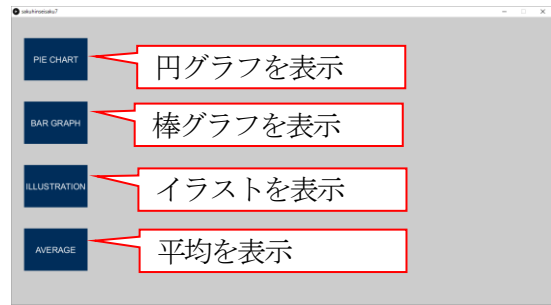 sakuhinseisaku7
PIE CHART
円グラフを表示
BAR GRAPH
棒グラフを表示
ILLUSTRATION
イラストを表示
AVERAGE
平均を表示